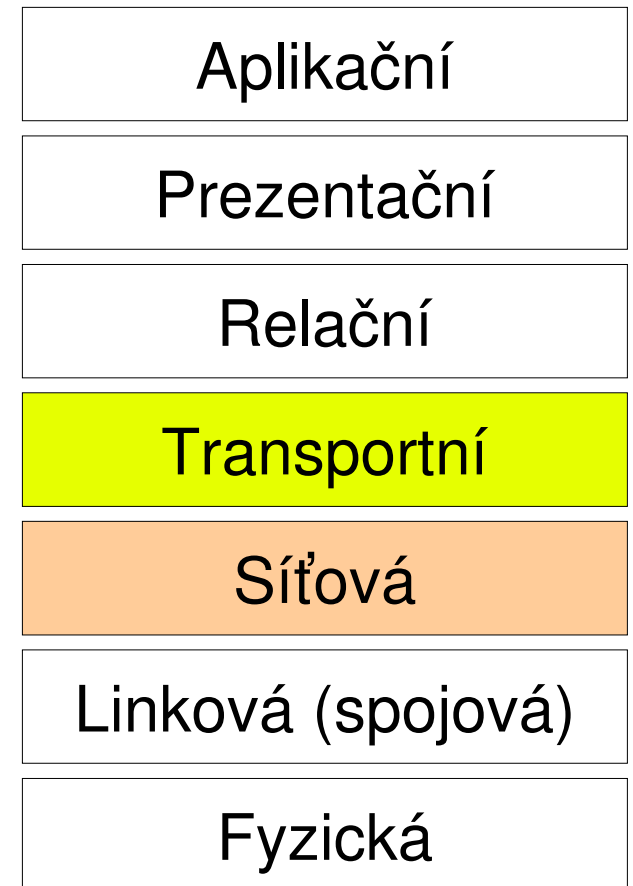 Aplikační
Prezentační
Relační
Transportní
Síťová
Linková (spojová)
Fyzická